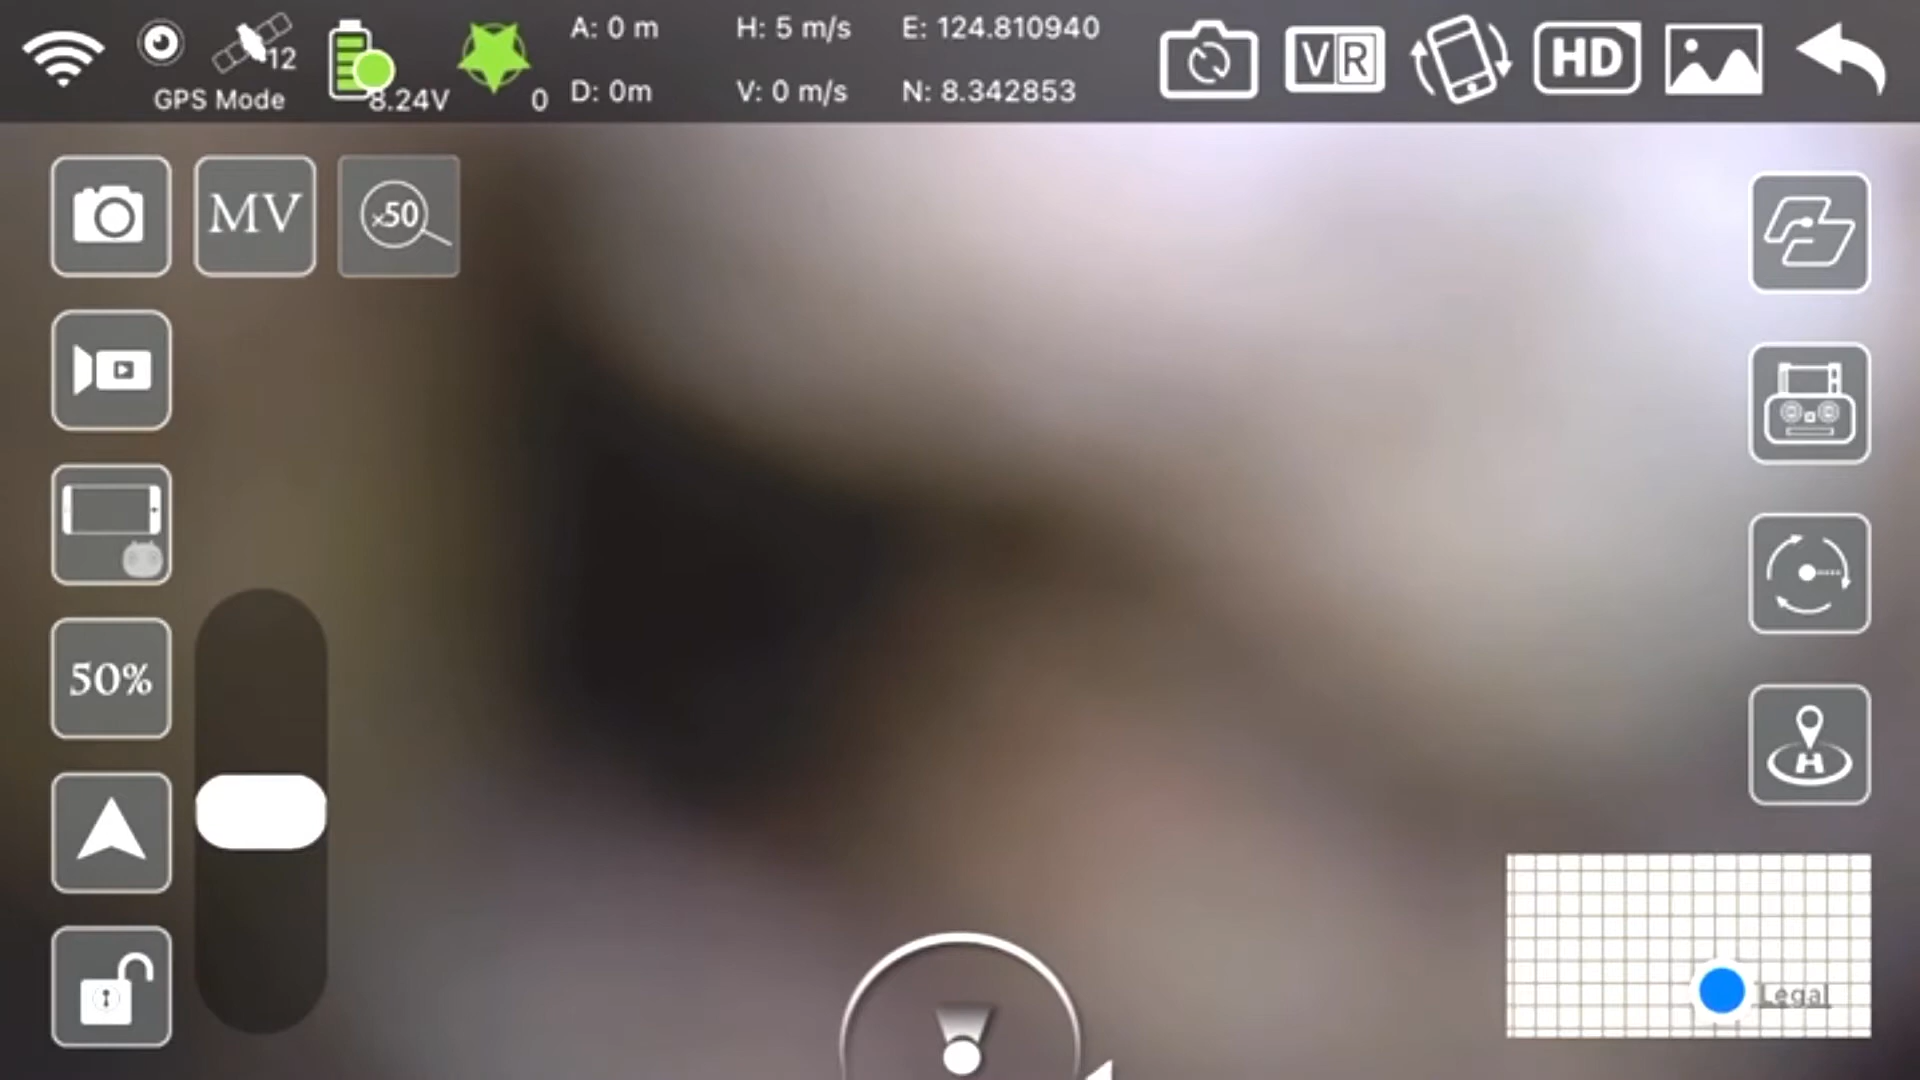 A: 0 m
H: 5 m/s
E: 124.810940
VR
HD
12
GPS Mode
8.24V
0
D: 0m
V: 0 m/s
N: 8.342853
MV
x50
50%
H
Legal